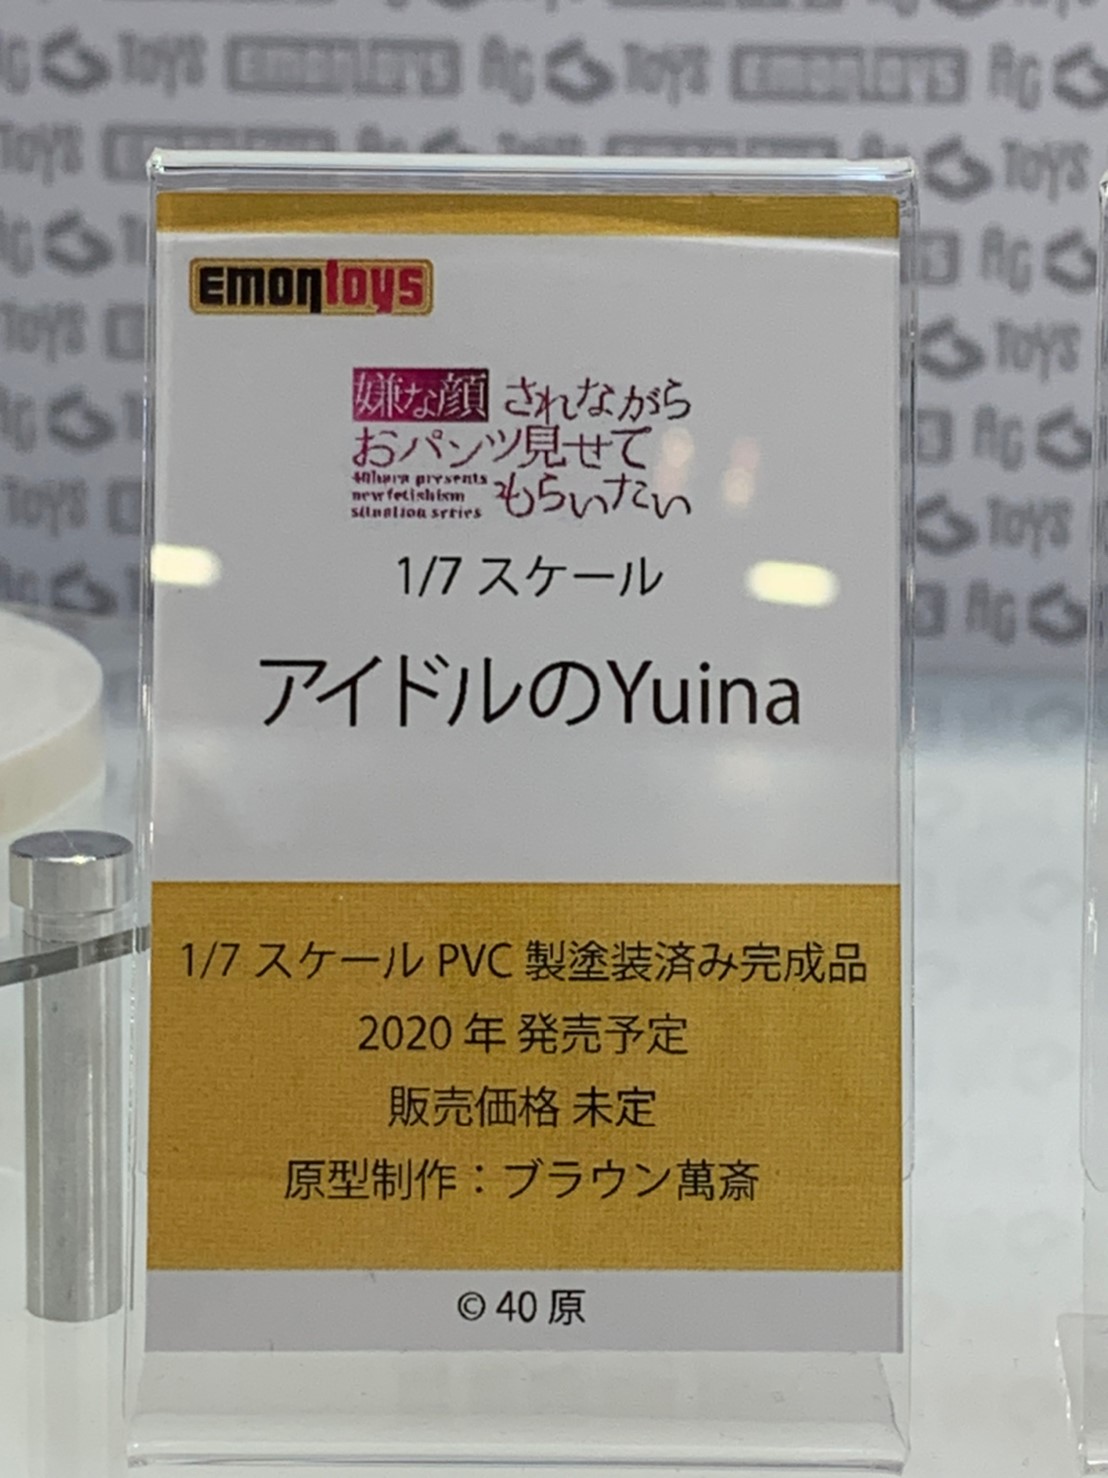 emontoys
嫌な顔されながら
おパンツ見せて
もらいたい
40hara presents
new fetishism
situation series
1/7 スケール
アイドルのYuina
1/7 スケール PVC 製塗装済み完成品
2020 年 発売予定
販売価格 未定
原型制作：ブラウン萬斎
© 40 原